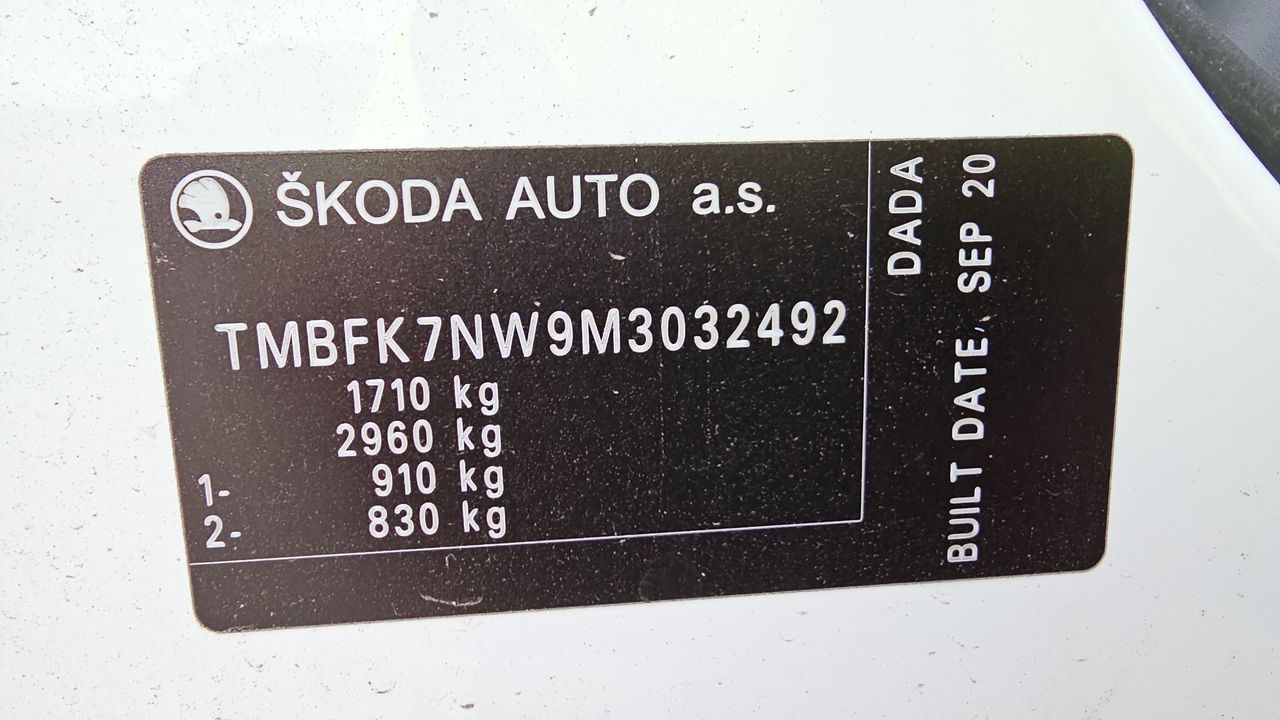 ŠKODA AUTO a.s.
TMBFK7NW9M3032492
1710 kg
2960 kg
1- 910 kg
2- 830 kg
DADA
BUILT DATE. SEP 20